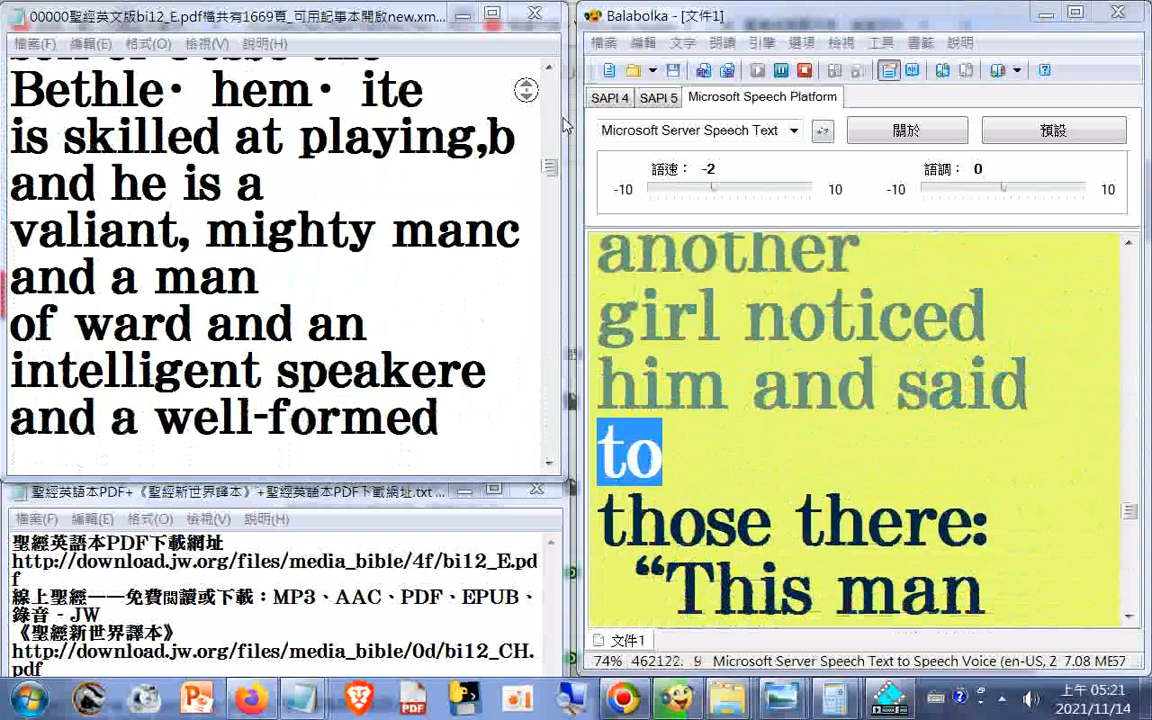 00000聖經英文版bi12_E.pdf檔共有1669頁_可用記事本開啟new.xm...
檔案(F) 編輯(E) 格式(O) 檢視(V) 說明(H)
Bethle· hem· ite
is skilled at playing,b
and he is a
valiant, mighty manc
and a man
of ward and an
intelligent speakere
and a well-formed
聖經英語本PDF+《聖經新世界譯本》+聖經英語本PDF下載網址.txt ...
檔案(F) 編輯(E) 格式(O) 檢視(V) 說明(H)
聖經英語本PDF下載網址
http://download.jw.org/files/media_bible/4f/bi12_E.pd
f
線上聖經——免費閱讀或下載：MP3、AAC、PDF、EPUB、
錄音 - JW
《聖經新世界譯本》
http://download.jw.org/files/media_bible/0d/bi12_CH.
pdf
Balabolka - [文件1]
檔案 編輯 文字 朗讀 引擎 選項 檢視 工具 書籤 說明
SAPI 4 SAPI 5 Microsoft Speech Platform
Microsoft Server Speech Text 關於 預設
語速： -2 語調： 0
-10 10 -10 10
another
girl noticed
him and said
to
those there:
“This man
文件1
74% 462122. 9 Microsoft Server Speech Text to Speech Voice (en-US, Z 7.08 ME57
上午 05:21
2021/11/14